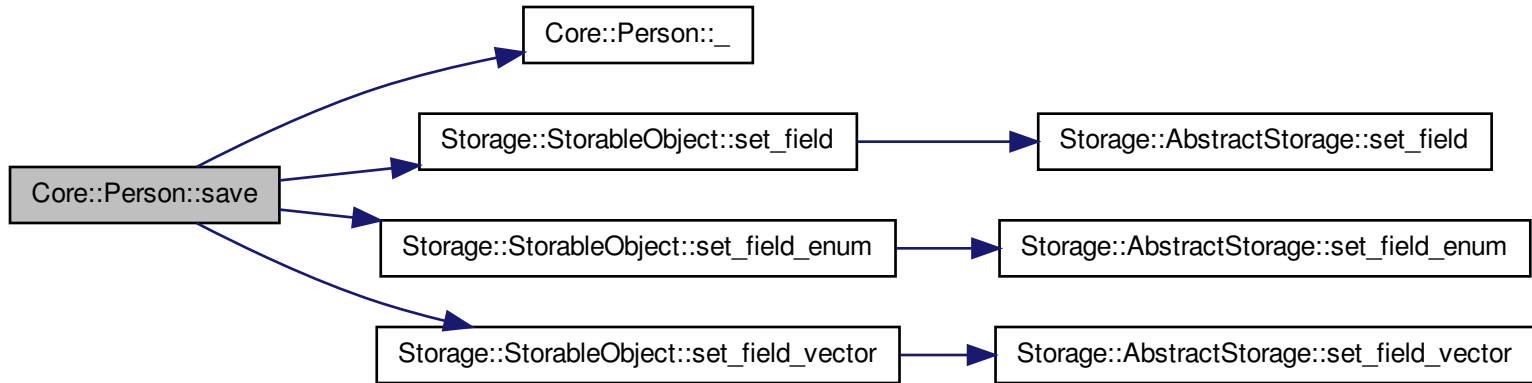 Core::Person::_
Storage::StorableObject::set_field
Storage::AbstractStorage::set_field
Core::Person::save
Storage::StorableObject::set_field_enum
Storage::AbstractStorage::set_field_enum
Storage::StorableObject::set_field_vector
Storage::AbstractStorage::set_field_vector